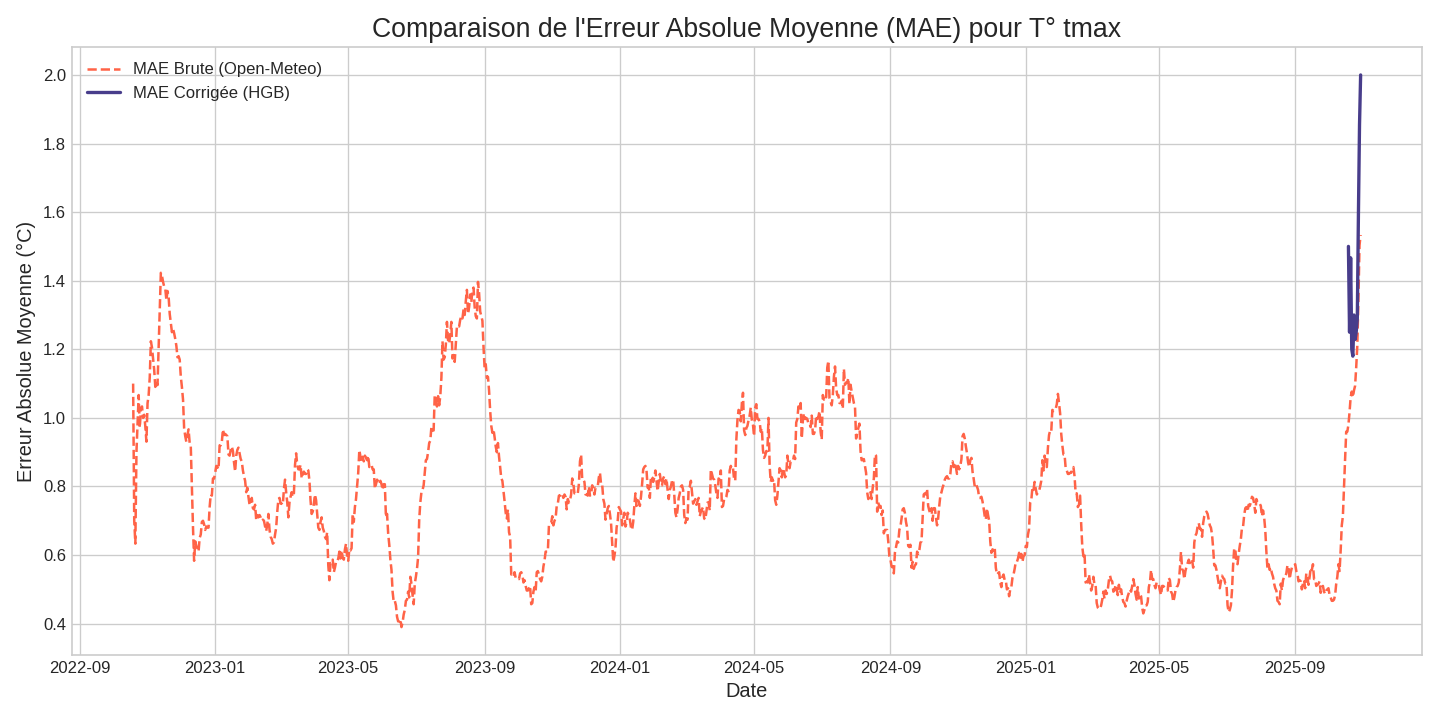 Comparaison de l'Erreur Absolue Moyenne (MAE) pour T° tmax
MAE Brute (Open-Meteo)
MAE Corrigée (HGB)
Erreur Absolue Moyenne (°C)
2.0
1.8
1.6
1.4
1.2
1.0
0.8
0.6
0.4
2022-09 2023-01 2023-05 2023-09 2024-01 2024-05 2024-09 2025-01 2025-05 2025-09
Date